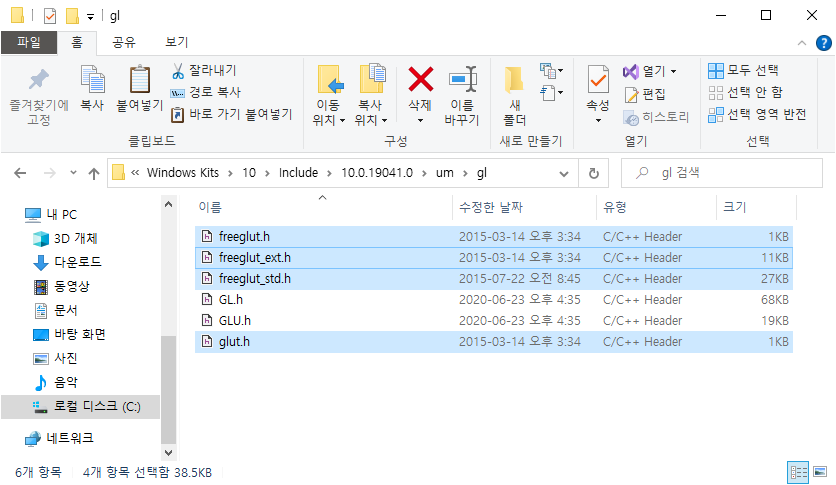 gl
파일 홈 공유 보기
즐겨찾기에 고정
복사
붙여넣기
잘라내기
경로 복사
바로 가기 붙여넣기
클립보드
이동 위치
복사 위치
삭제
이름 바꾸기
구성
새 폴더
새로 만들기
속성
열기
편집
히스토리
열기
모두 선택
선택 안 함
선택 영역 반전
선택
« Windows Kits > 10 > Include > 10.0.19041.0 > um > gl
gl 검색
내 PC
3D 개체
다운로드
동영상
문서
바탕 화면
사진
음악
로컬 디스크 (C:)
네트워크
이름 수정한 날짜 유형 크기
freeglut.h 2015-03-14 오후 3:34 C/C++ Header 1KB
freeglut_ext.h 2015-03-14 오후 3:34 C/C++ Header 11KB
freeglut_std.h 2015-07-22 오전 8:45 C/C++ Header 27KB
GL.h 2020-06-23 오후 4:35 C/C++ Header 68KB
GLU.h 2020-06-23 오후 4:35 C/C++ Header 19KB
glut.h 2015-03-14 오후 3:34 C/C++ Header 1KB
6개 항목 4개 항목 선택함 38.5KB